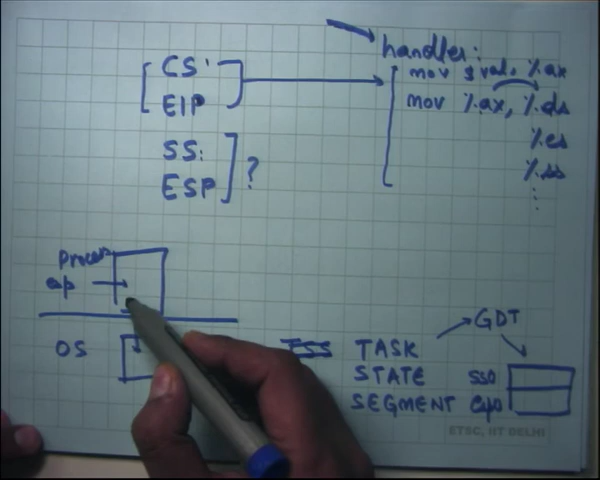 CS:
EIP
SS:
ESP
?
handler:
mov $val, %ax
mov %ax, %ds
%es
%ss
:
Process
esp
OS
TSS TASK
STATE
SEGMENT
GDT
ss0
esp0
ETSC, IIT DELHI